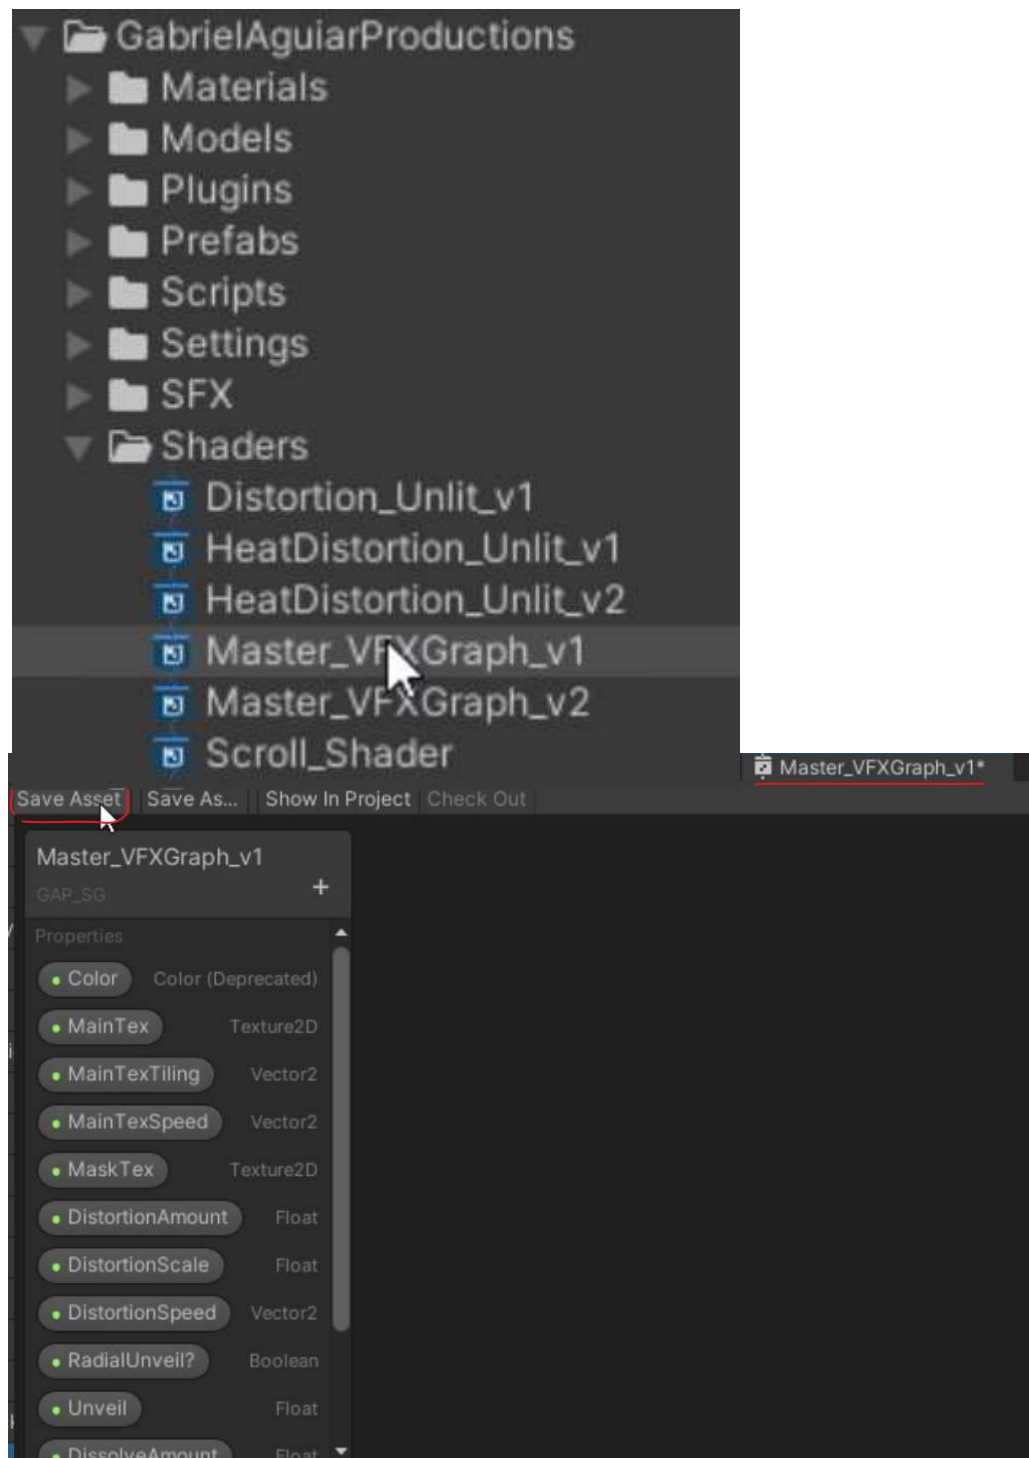 GabrielAguiarProductions
Materials
Models
Plugins
Prefabs
Scripts
Settings
SFX
Shaders
Distortion_Unlit_v1
HeatDistortion_Unlit_v1
HeatDistortion_Unlit_v2
Master_VFXGraph_v1
Master_VFXGraph_v2
Scroll_Shader
Master_VFXGraph_v1*
Save Asset Save As... Show In Project Check Out
Master_VFXGraph_v1
GAP_SG +
Properties
Color Color (Deprecated)
MainTex Texture2D
MainTexTiling Vector2
MainTexSpeed Vector2
MaskTex Texture2D
DistortionAmount Float
DistortionScale Float
DistortionSpeed Vector2
RadialUnveil? Boolean
Unveil Float
DissolveAmount Float